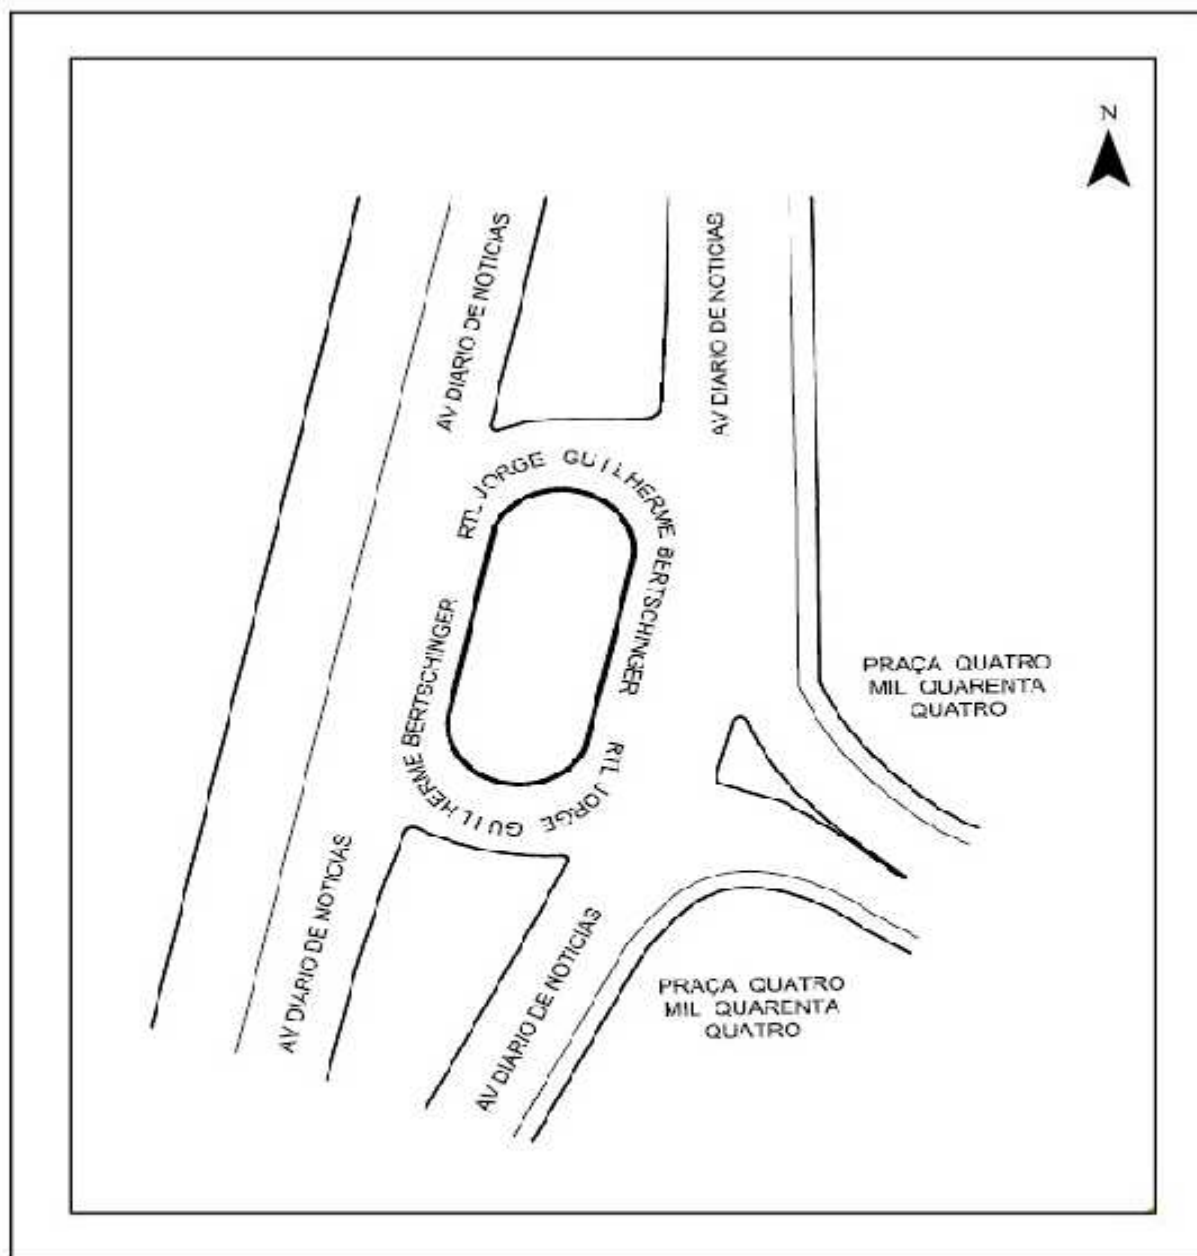 N
AV DIARIO DE NOTICIAS
AV DIARIO DE NOTICIAS
RTL JORGE GUILHERME BERTSCHINGER
RTL JORGE GUILHERME BERTSCHINGER
PRAÇA QUATRO
MIL QUARENTA
QUATRO
AV DIARIO DE NOTICIAS
AV DIARIO DE NOTICIAS
PRAÇA QUATRO
MIL QUARENTA
QUATRO